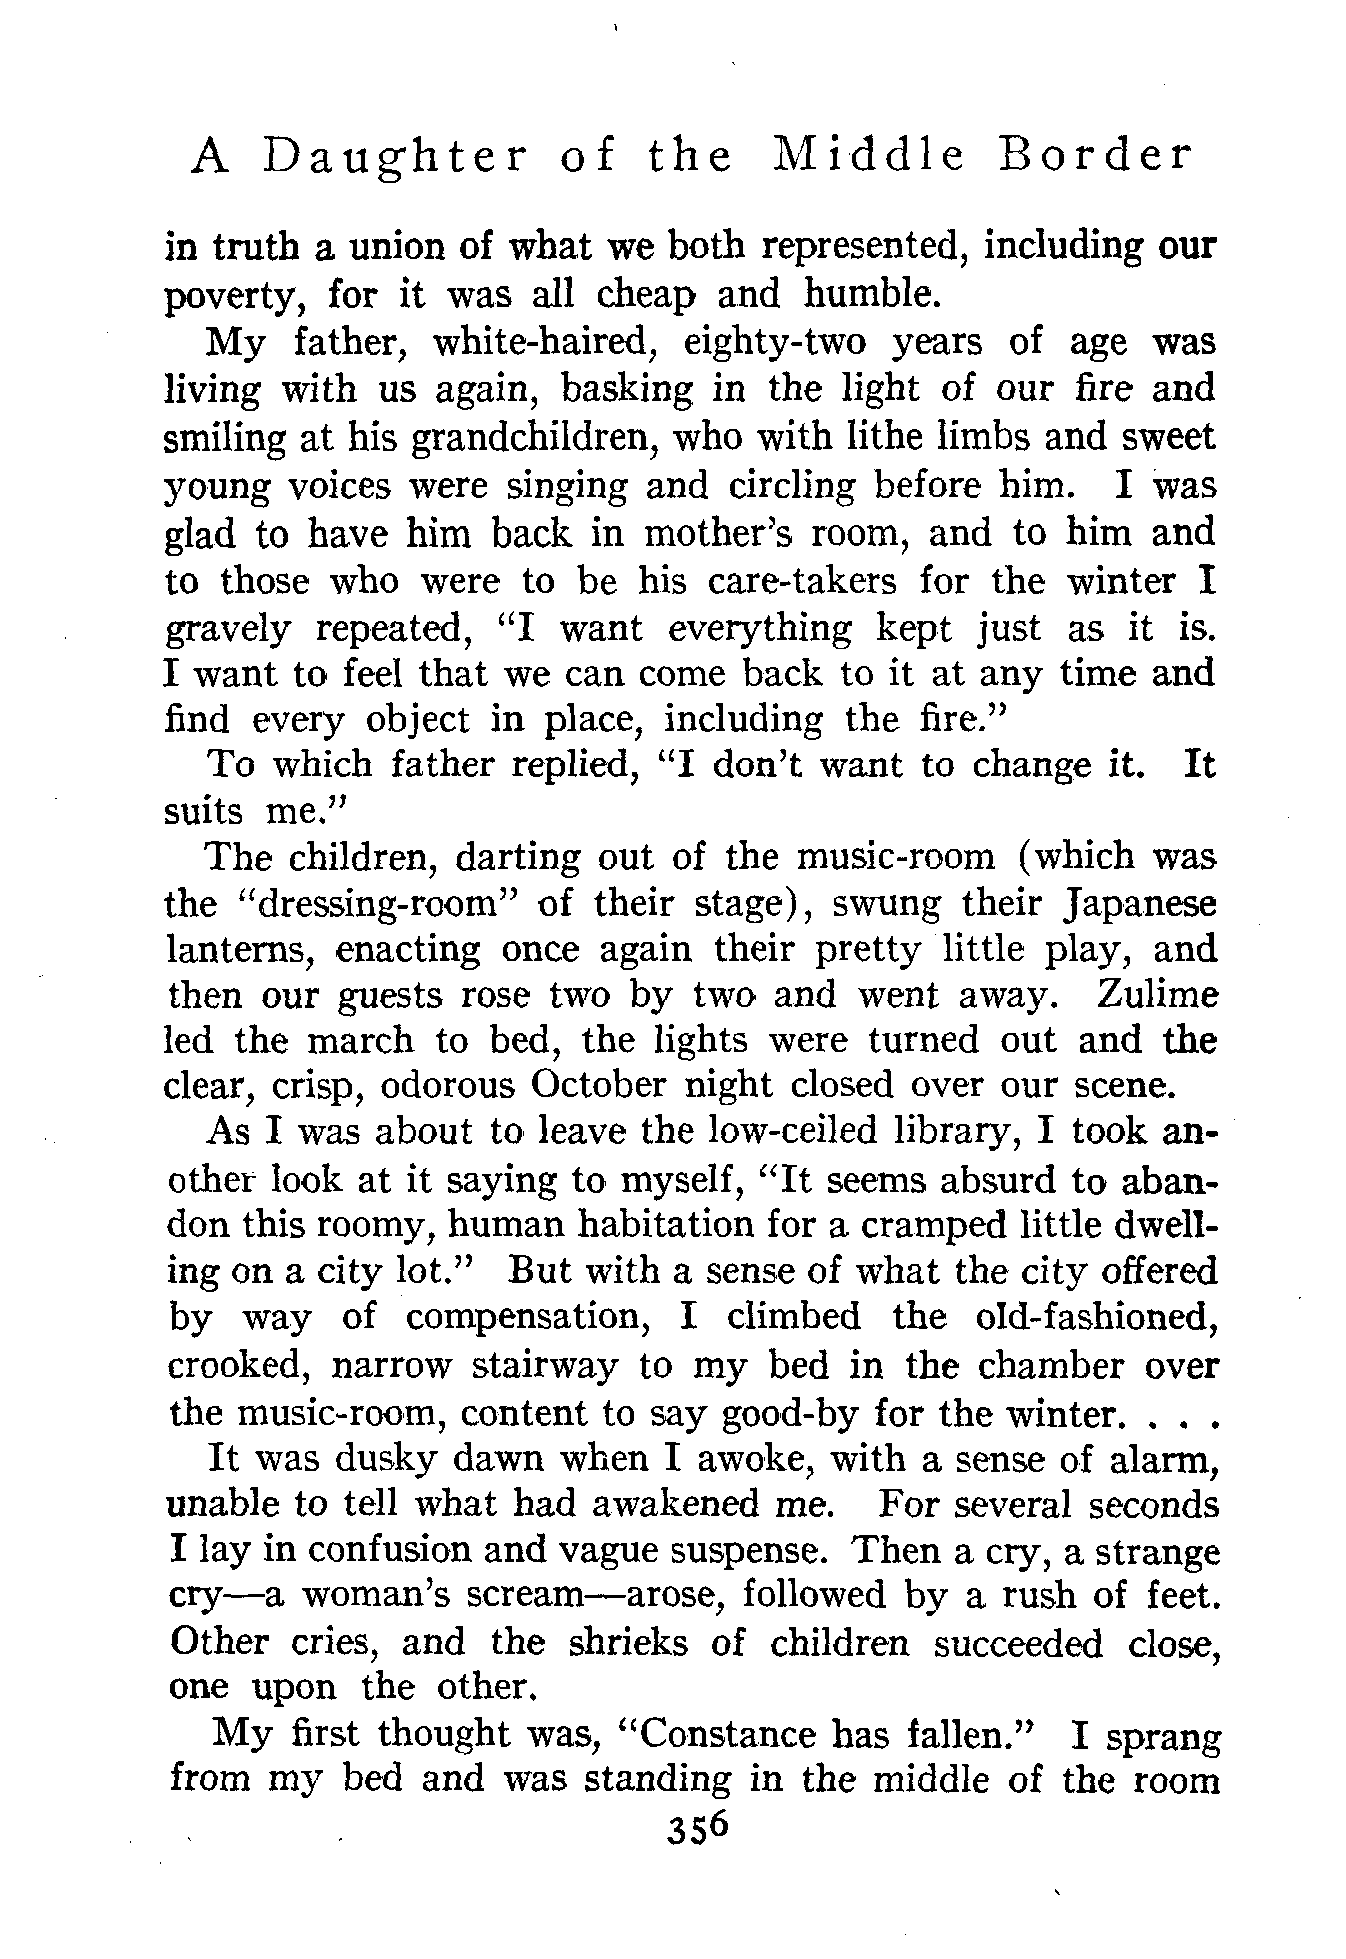 A Daughter of the Middle Border
in truth a union of what we both represented, including our
poverty, for it was all cheap and humble.
My father, white-haired, eighty-two years of age was
living with us again, basking in the light of our fire and
smiling at his grandchildren, who with lithe limbs and sweet
young voices were singing and circling before him. I was
glad to have him back in mother's room, and to him and
to those who were to be his care-takers for the winter I
gravely repeated, "I want everything kept just as it is.
I want to feel that we can come back to it at any time and
find every object in place, including the fire."
To which father replied, "I don't want to change it. It
suits me."
The children, darting out of the music-room (which was
the "dressing-room" of their stage), swung their Japanese
lanterns, enacting once again their pretty little play, and
then our guests rose two by two and went away. Zulime
led the march to bed, the lights were turned out and the
clear, crisp, odorous October night closed over our scene.
As I was about to leave the low-ceiled library, I took an-
other look at it saying to myself, "It seems absurd to aban-
don this roomy, human habitation for a cramped little dwell-
ing on a city lot." But with a sense of what the city offered
by way of compensation, I climbed the old-fashioned,
crooked, narrow stairway to my bed in the chamber over
the music-room, content to say good-by for the winter. . . .
It was dusky dawn when I awoke, with a sense of alarm,
unable to tell what had awakened me. For several seconds
I lay in confusion and vague suspense. Then a cry, a strange
cry—a woman's scream—arose, followed by a rush of feet.
Other cries, and the shrieks of children succeeded close,
one upon the other.
My first thought was, "Constance has fallen." I sprang
from my bed and was standing in the middle of the room
356